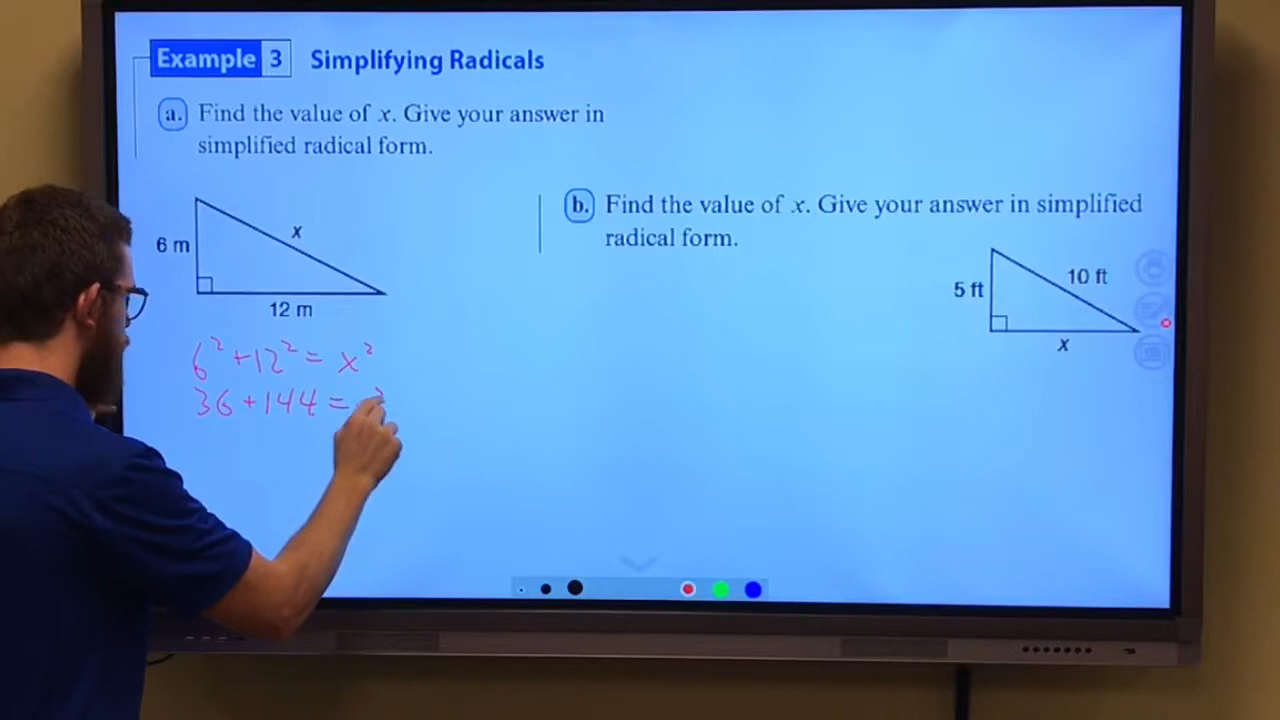 Example 3 Simplifying Radicals
a. Find the value of x. Give your answer in
simplified radical form.
6 m
x
12 m
6² + 12² = x²
36 + 144 =
b. Find the value of x. Give your answer in simplified
radical form.
5 ft
10 ft
x